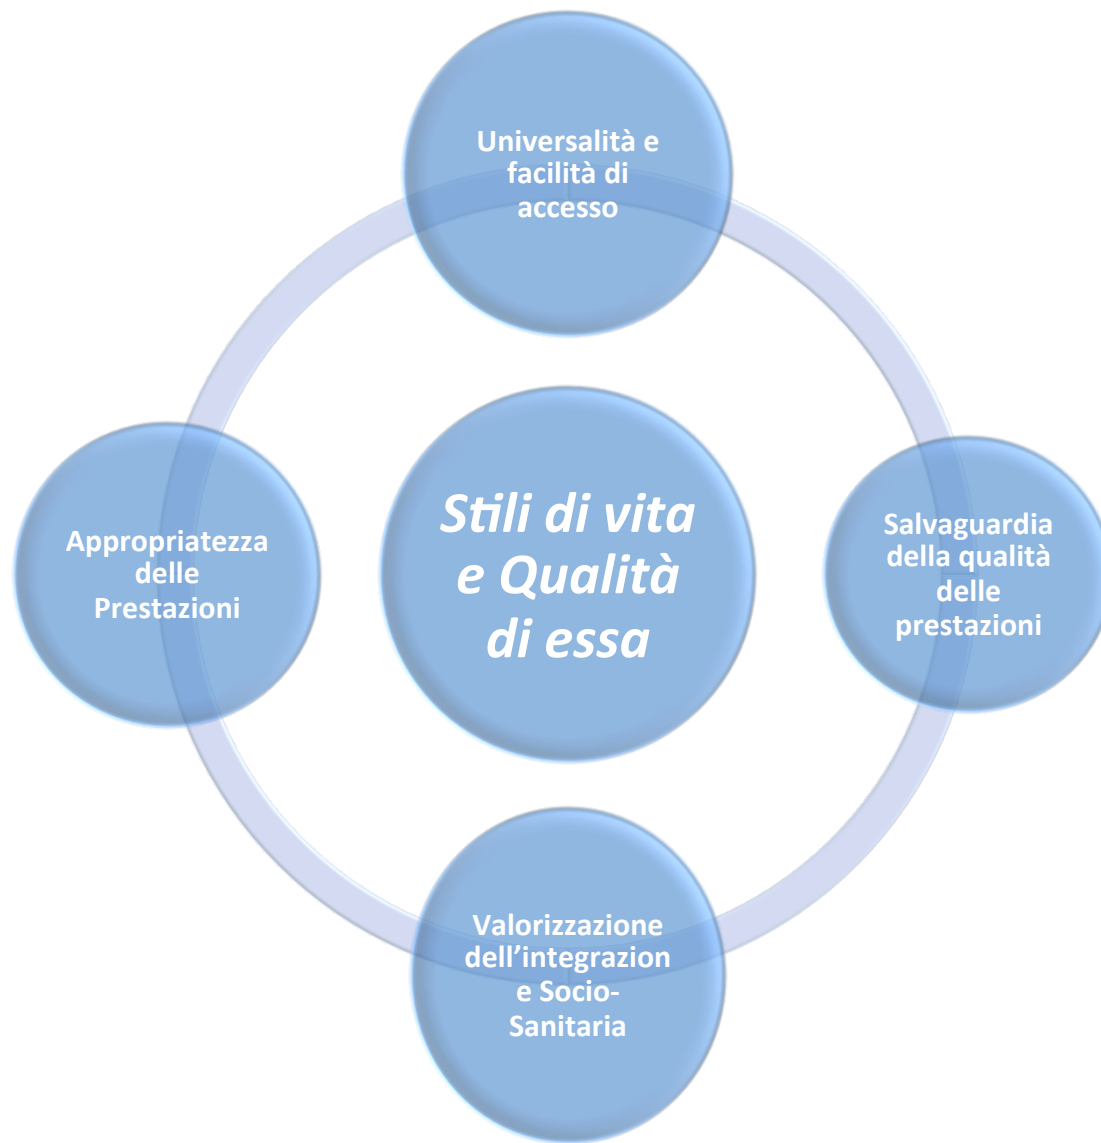 Universalità e
facilità di
accesso
Appropriatezza
delle
Prestazioni
Stili di vita
e Qualità
di essa
Salvaguardia
della qualità
delle
prestazioni
Valorizzazione
dell’integrazion
e Socio-
Sanitaria